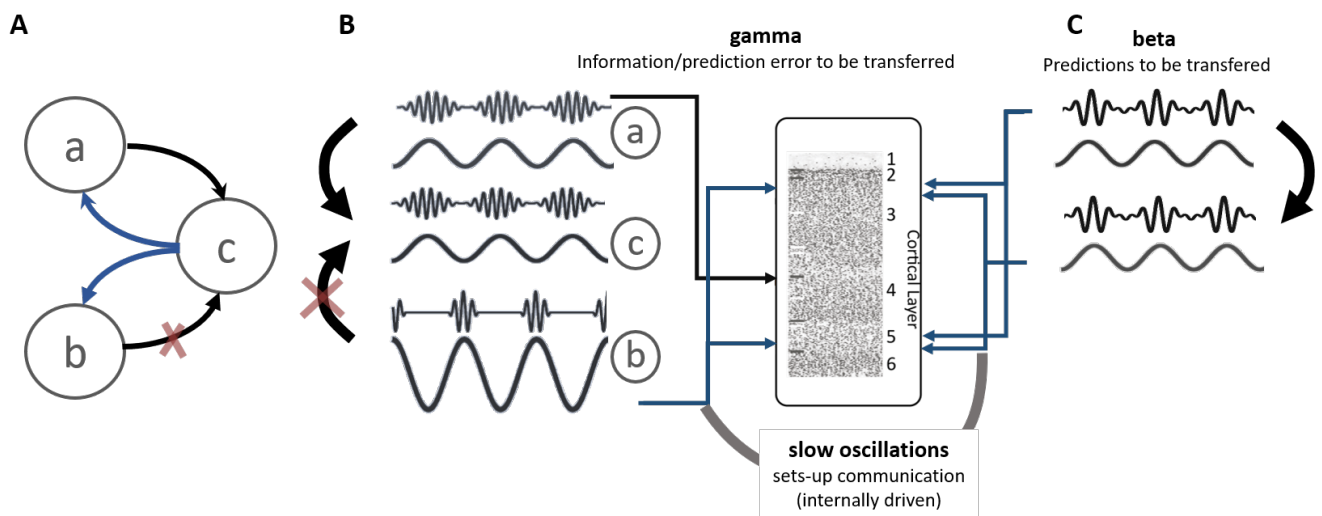 A
B
C
gamma
Information/prediction error to be transferred
beta
Predictions to be transfered
a
b
c
a
c
b
1
2
3
4
5
6
Cortical Layer
slow oscillations
sets-up communication
(internally driven)